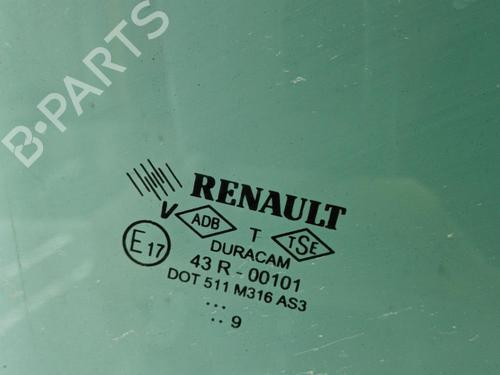 B-PARTS
RENAULT
V ADB T TSE
DURACAM
E17
43 R - 00101
DOT 511 M316 AS3
...
.. 9